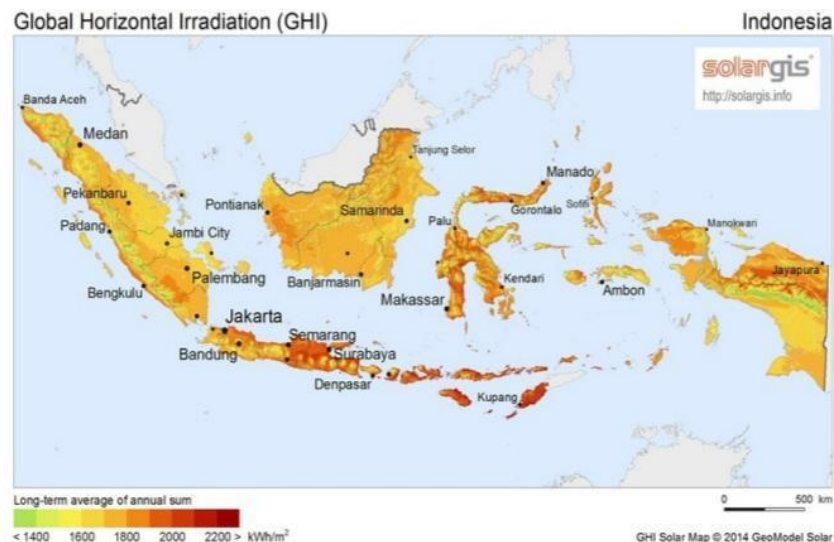 Global Horizontal Irradiation (GHI)
Indonesia
solargis
http://solargis.info
Banda Aceh
Medan
Tanjung Selor
Pekanbaru
Pontianak
Samarinda
Manado
Gorontalo
Sofifi
Manokwari
Padang
Jambi City
Palu
Jayapura
Palembang
Bengkulu
Banjarmasin
Kendari
Makassar
Ambon
Jakarta
Semarang
Bandung
Surabaya
Denpasar
Kupang
Long-term average of annual sum
< 1400 1600 1800 2000 2200 > kWh/m²
0 500 km
GHI Solar Map © 2014 GeoModel Solar